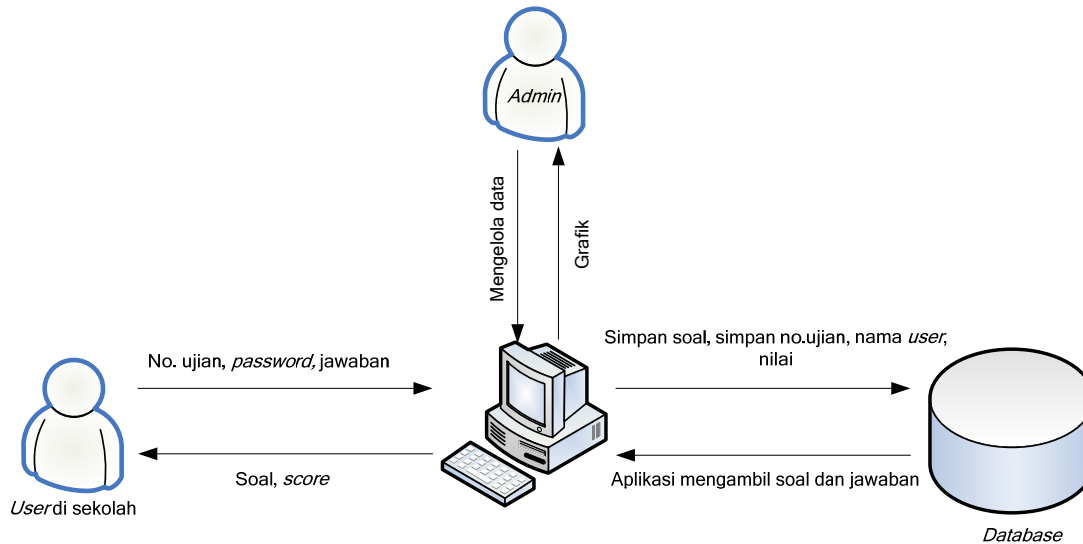 Admin
Mengelola data
Grafik
No. ujian, password, jawaban
Simpan soal, simpan no.ujian, nama user,
nilai
Soal, score
Aplikasi mengambil soal dan jawaban
User di sekolah
Database